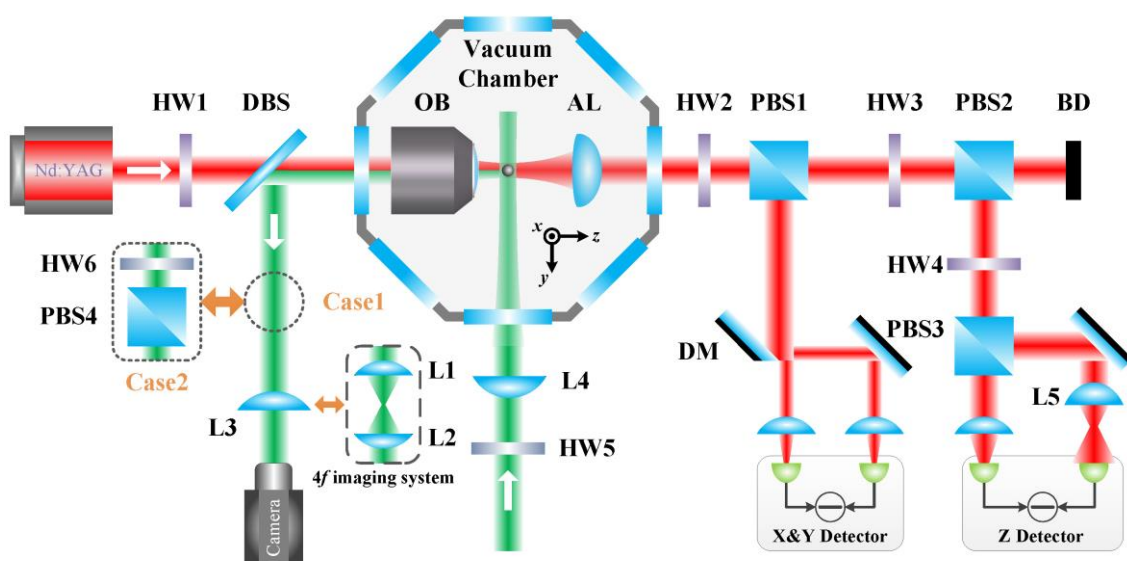 Vacuum
Chamber
HW1
DBS
OB
AL
HW2
PBS1
HW3
PBS2
BD
Nd:YAG
x
z
y
HW6
PBS4
Case1
Case2
HW4
PBS3
DM
L1
L2
L3
4f imaging system
L4
HW5
L5
Camera
X&Y Detector
Z Detector